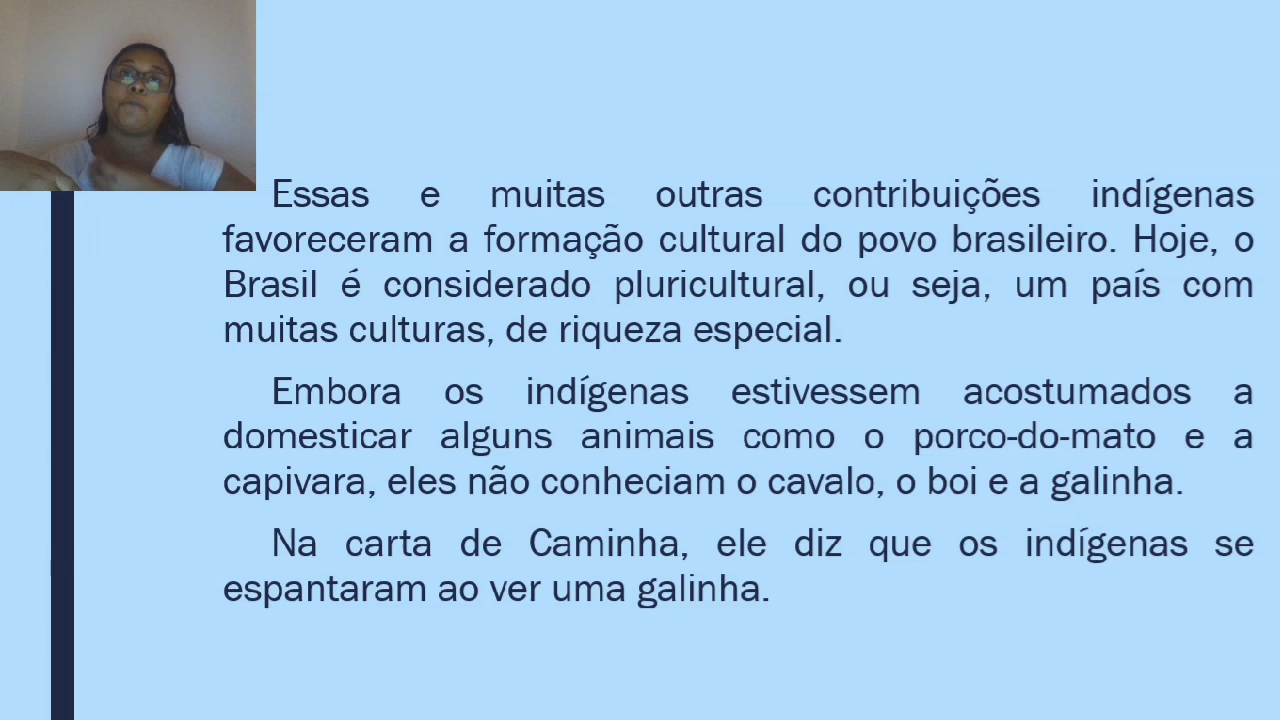 Essas e muitas outras contribuições indígenas
favoreceram a formação cultural do povo brasileiro. Hoje, o
Brasil é considerado pluricultural, ou seja, um país com
muitas culturas, de riqueza especial.
Embora os indígenas estivessem acostumados a
domesticar alguns animais como o porco-do-mato e a
capivara, eles não conheciam o cavalo, o boi e a galinha.
Na carta de Caminha, ele diz que os indígenas se
espantaram ao ver uma galinha.